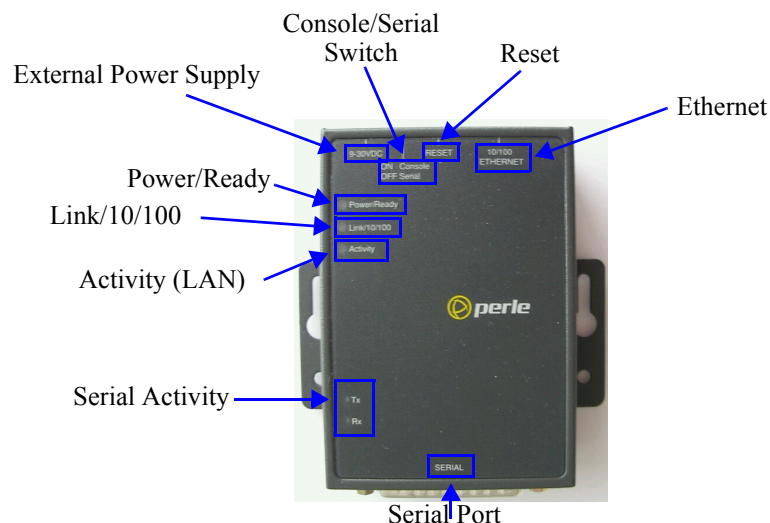 Console/Serial
Switch
Reset
External Power Supply
Ethernet
9-30VDC
RESET
10/100
ETHERNET
ON Console
OFF Serial
Power/Ready
Power/Ready
Link/10/100
Link/10/100
Activity
Activity (LAN)
perle
Serial Activity
Tx
Rx
SERIAL
Serial Port